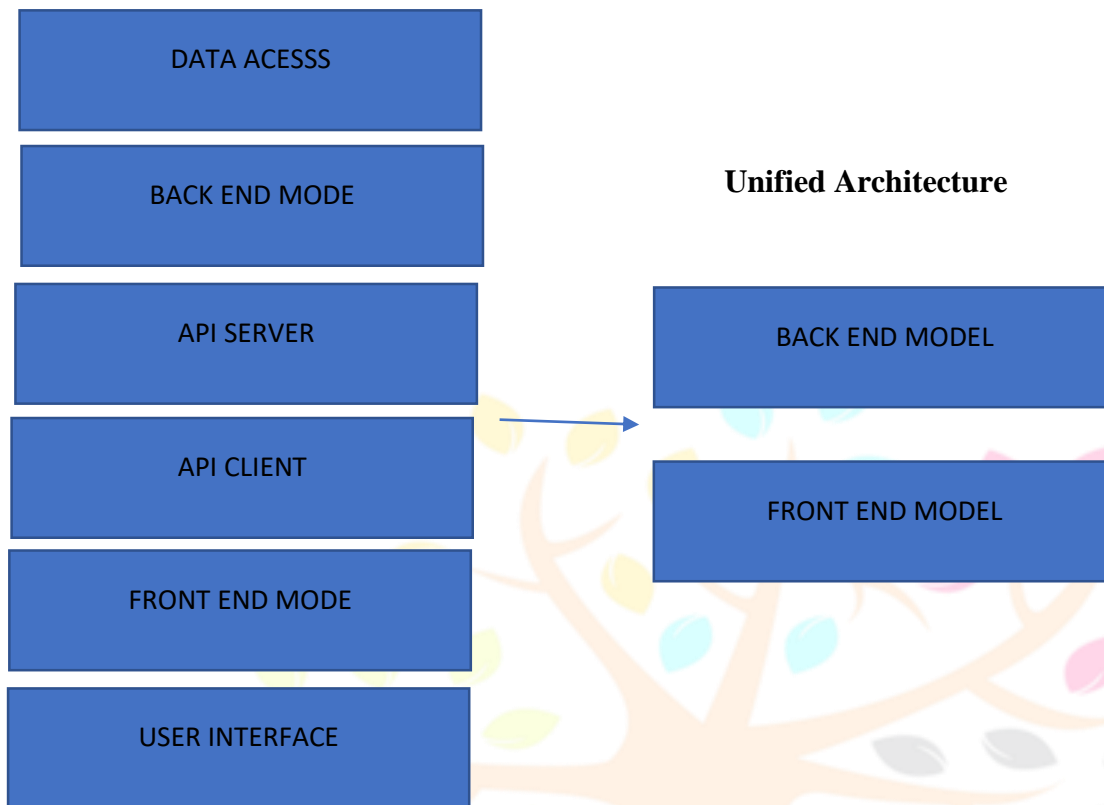 DATA ACESSS
BACK END MODE
API SERVER
API CLIENT
FRONT END MODE
USER INTERFACE
Unified Architecture
BACK END MODEL
FRONT END MODEL